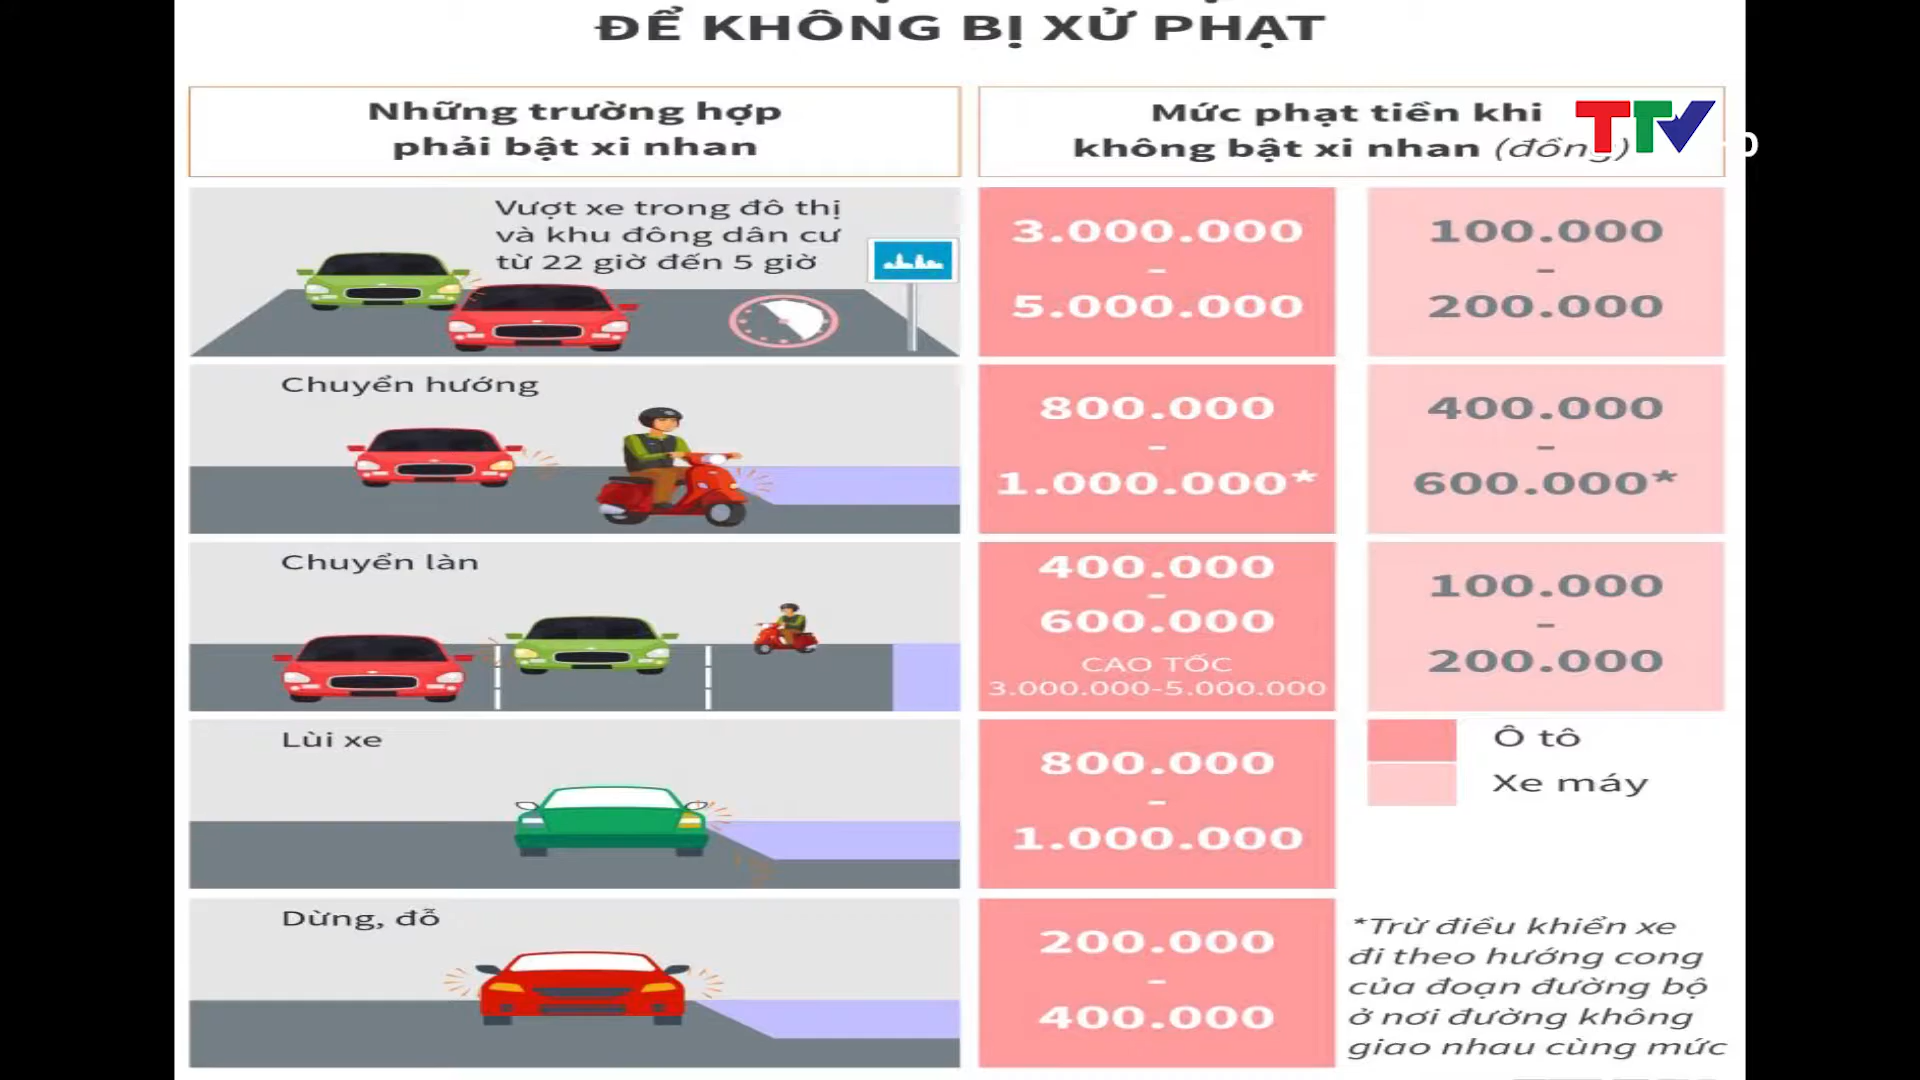 ĐỂ KHÔNG BỊ XỬ PHẠT
Những trường hợp
phải bật xi nhan
Mức phạt tiền khi
không bật xi nhan (đồng)
TTV
Vượt xe trong đô thị
và khu đông dân cư
từ 22 giờ đến 5 giờ
3.000.000
-
5.000.000
100.000
-
200.000
Chuyển hướng
800.000
-
1.000.000*
400.000
-
600.000*
Chuyển làn
400.000
-
600.000
CAO TỐC
3.000.000-5.000.000
100.000
-
200.000
Lùi xe
800.000
-
1.000.000
Ô tô
Xe máy
Dừng, đỗ
200.000
-
400.000
*Trừ điều khiển xe
đi theo hướng cong
của đoạn đường bộ
ở nơi đường không
giao nhau cùng mức